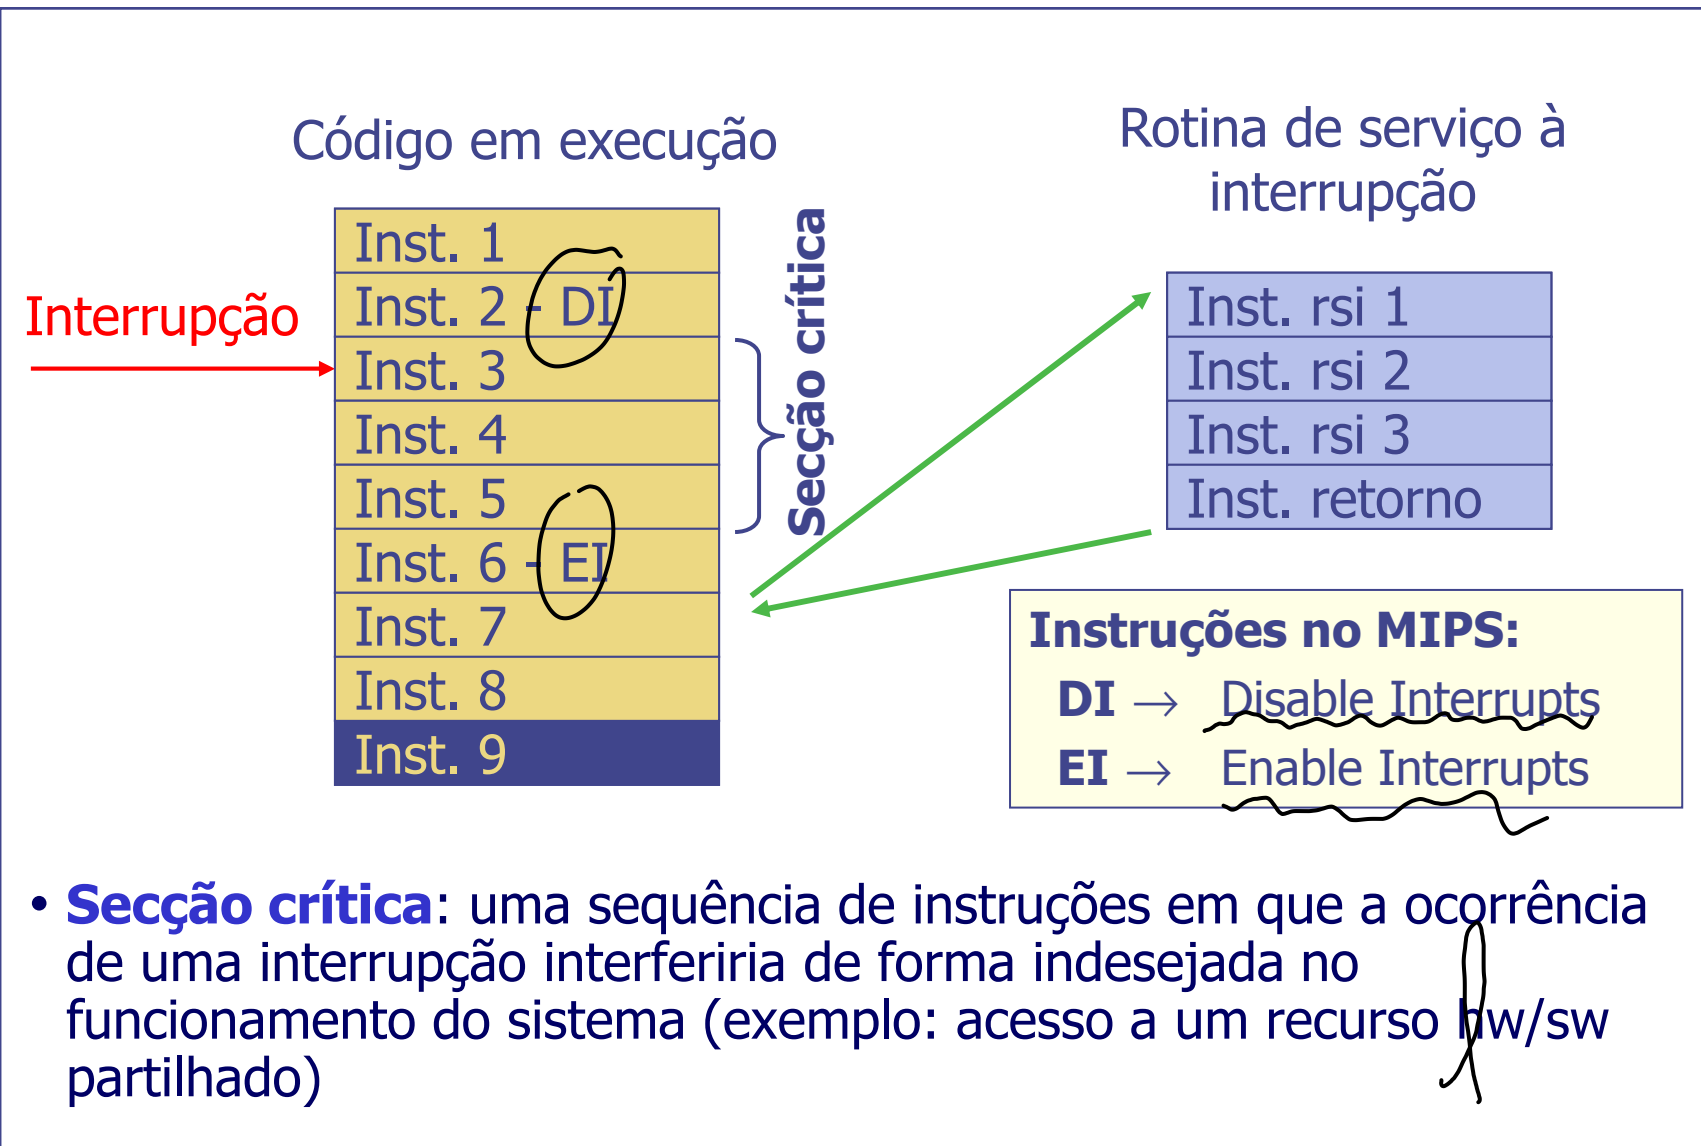 Código em execução
Rotina de serviço à
interrupção
Interrupção
Inst. 1
Inst. 2 - DI
Inst. 3
Inst. 4
Inst. 5
Inst. 6 - EI
Inst. 7
Inst. 8
Inst. 9
Secção crítica
Inst. rsi 1
Inst. rsi 2
Inst. rsi 3
Inst. retorno
Instruções no MIPS:
DI → Disable Interrupts
EI → Enable Interrupts
• Secção crítica: uma sequência de instruções em que a ocorrência
de uma interrupção interferiria de forma indesejada no
funcionamento do sistema (exemplo: acesso a um recurso hw/sw
partilhado)